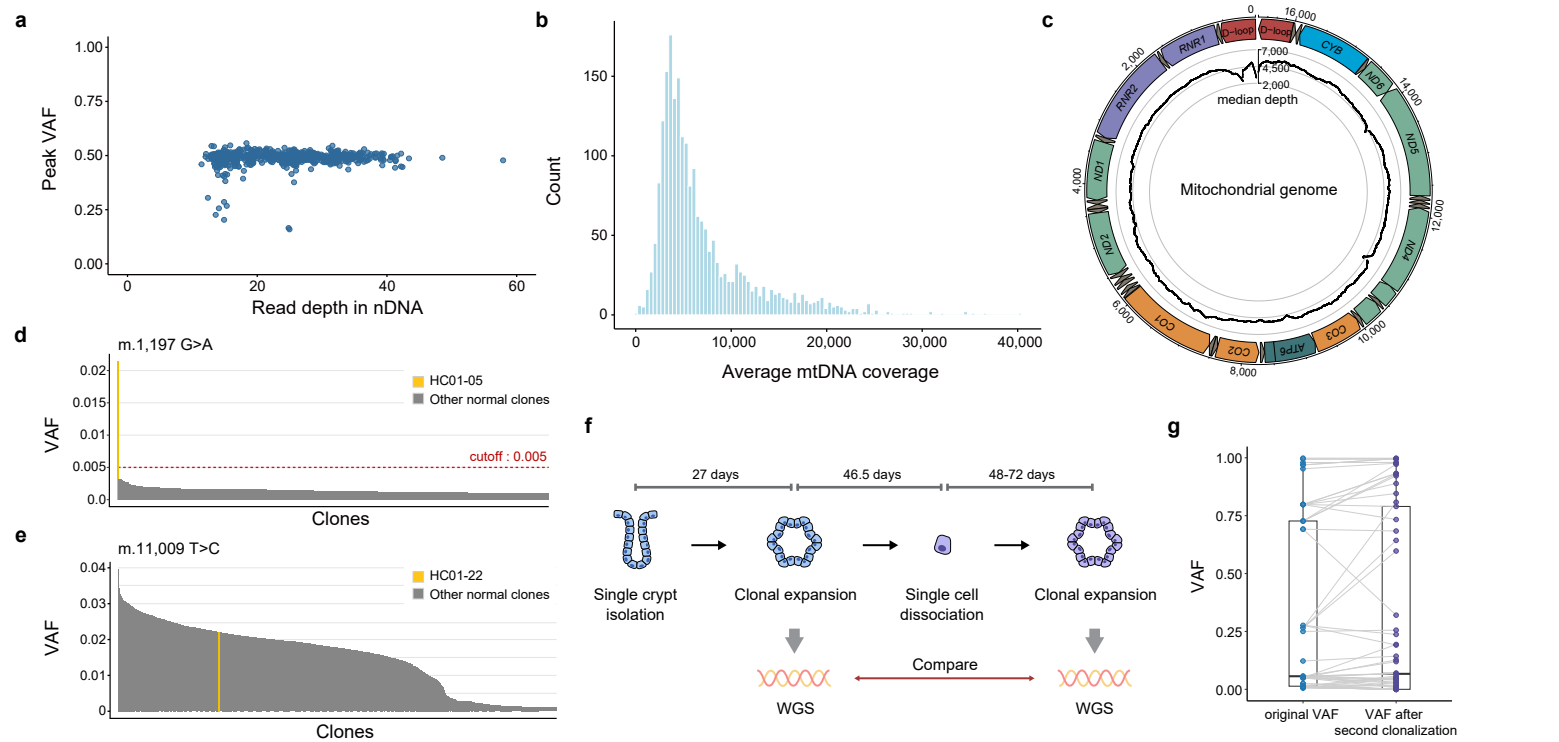 a
1.00
0.75
0.50
0.25
0.00
Peak VAF
0
20
40
60
Read depth in nDNA
b
150
100
50
0
Count
0
10,000
20,000
30,000
40,000
Average mtDNA coverage
c
0
16,000
14,000
12,000
10,000
8,000
6,000
4,000
2,000
D-loop
D-loop
CYB
ND6
ND5
ND4
CO3
ATP6
CO2
CO1
ND2
ND1
RNR2
RNR1
7,000
4,500
2,000
median depth
Mitochondrial genome
d
m.1,197 G>A
0.02
0.015
0.01
0.005
0.0
VAF
HC01-05
Other normal clones
cutoff : 0.005
Clones
e
m.11,009 T>C
0.04
0.03
0.02
0.01
0
VAF
HC01-22
Other normal clones
Clones
f
27 days
46.5 days
48-72 days
Single crypt
isolation
Clonal expansion
Single cell
dissociation
Clonal expansion
Compare
WGS
WGS
g
1.00
0.75
0.50
0.25
0.00
VAF
original VAF
VAF after
second clonalization